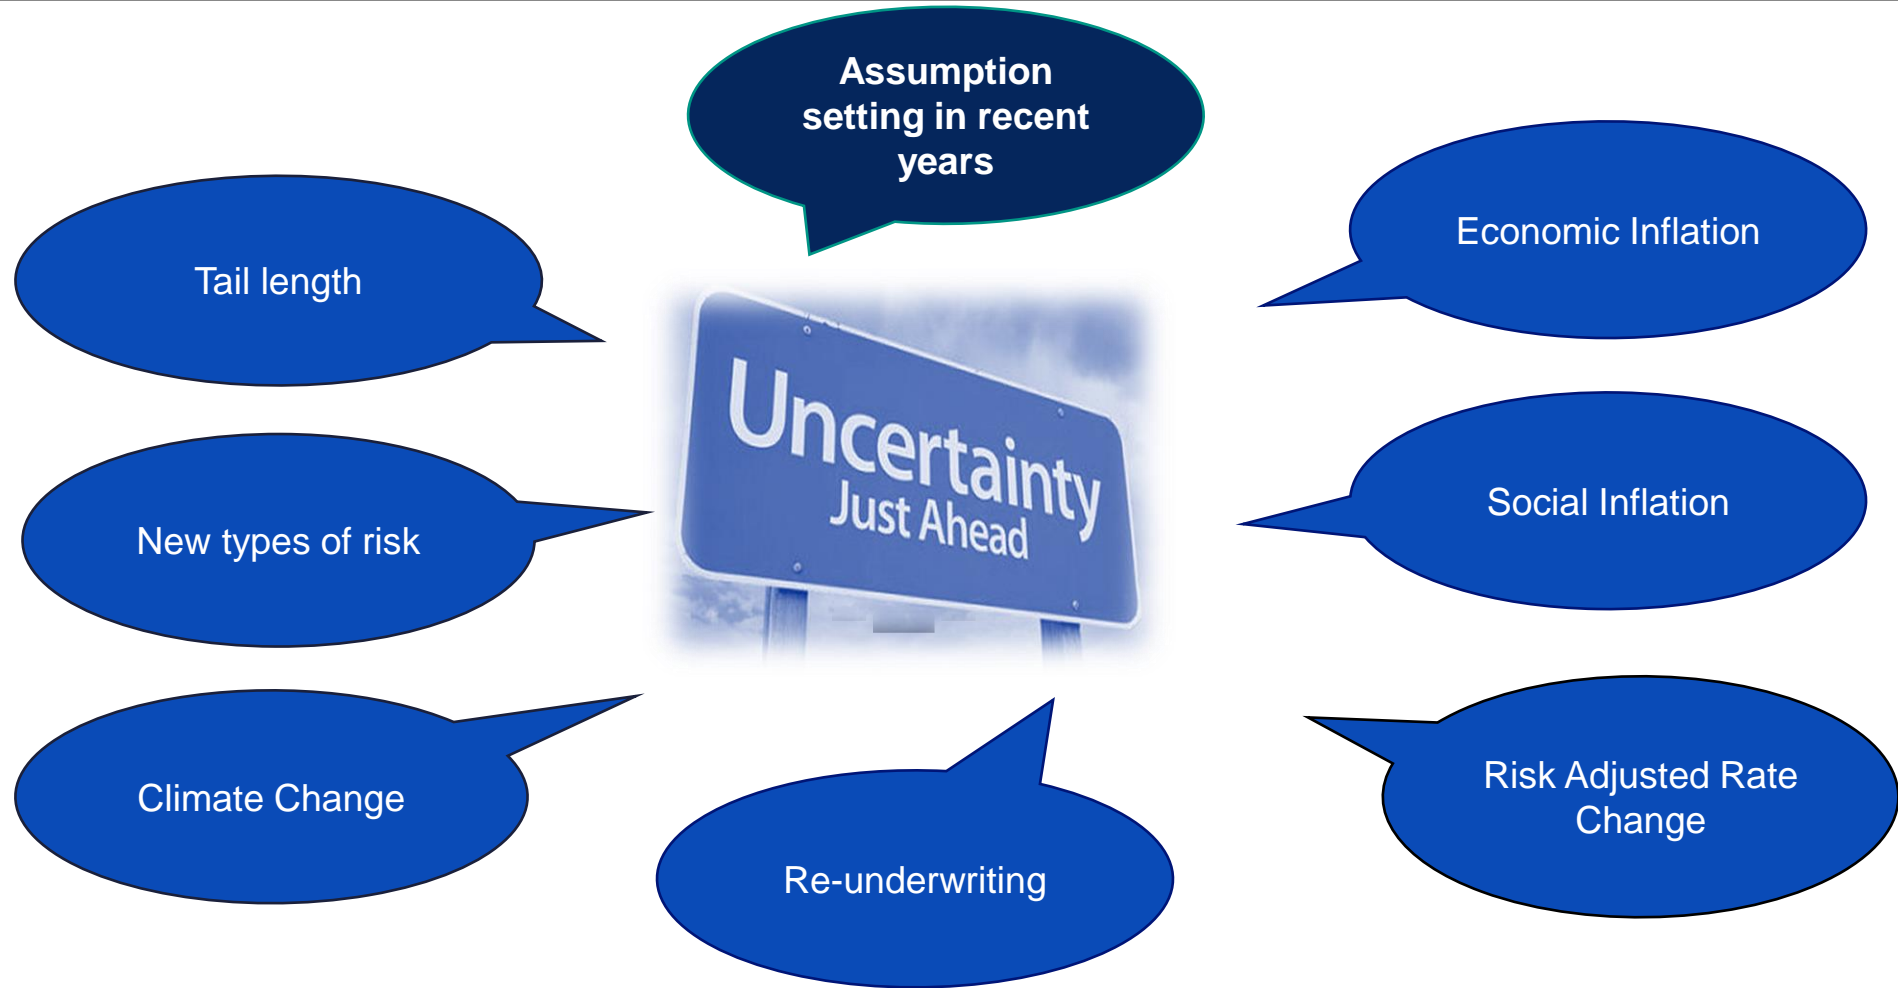 Assumption
setting in recent
years
Economic Inflation
Tail length
Uncertainty
Just Ahead
Social Inflation
New types of risk
Risk Adjusted Rate
Change
Climate Change
Re-underwriting